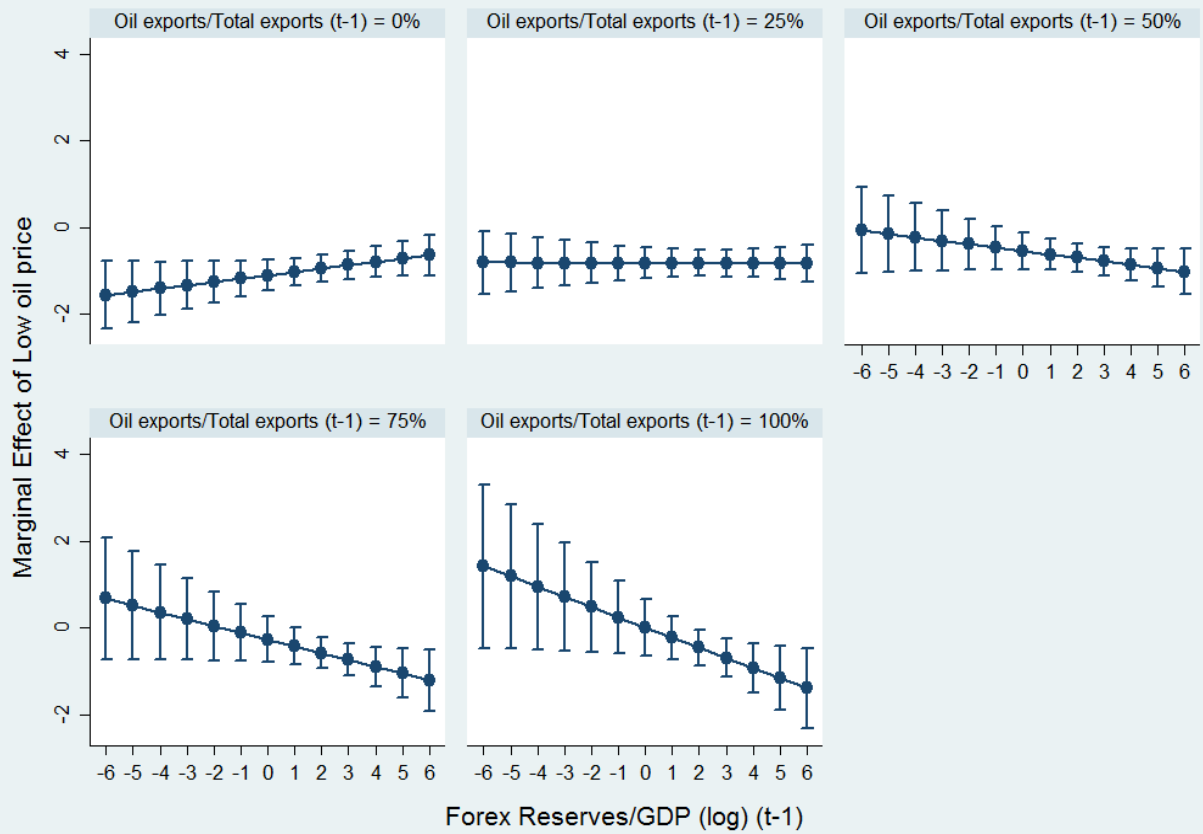 Oil exports/Total exports (t-1) = 0%
Oil exports/Total exports (t-1) = 25%
Oil exports/Total exports (t-1) = 50%
4
2
0
-2
-6 -5 -4 -3 -2 -1 0 1 2 3 4 5 6
Marginal Effect of Low oil price
Oil exports/Total exports (t-1) = 75%
Oil exports/Total exports (t-1) = 100%
4
2
0
-2
-6 -5 -4 -3 -2 -1 0 1 2 3 4 5 6
-6 -5 -4 -3 -2 -1 0 1 2 3 4 5 6
Forex Reserves/GDP (log) (t-1)